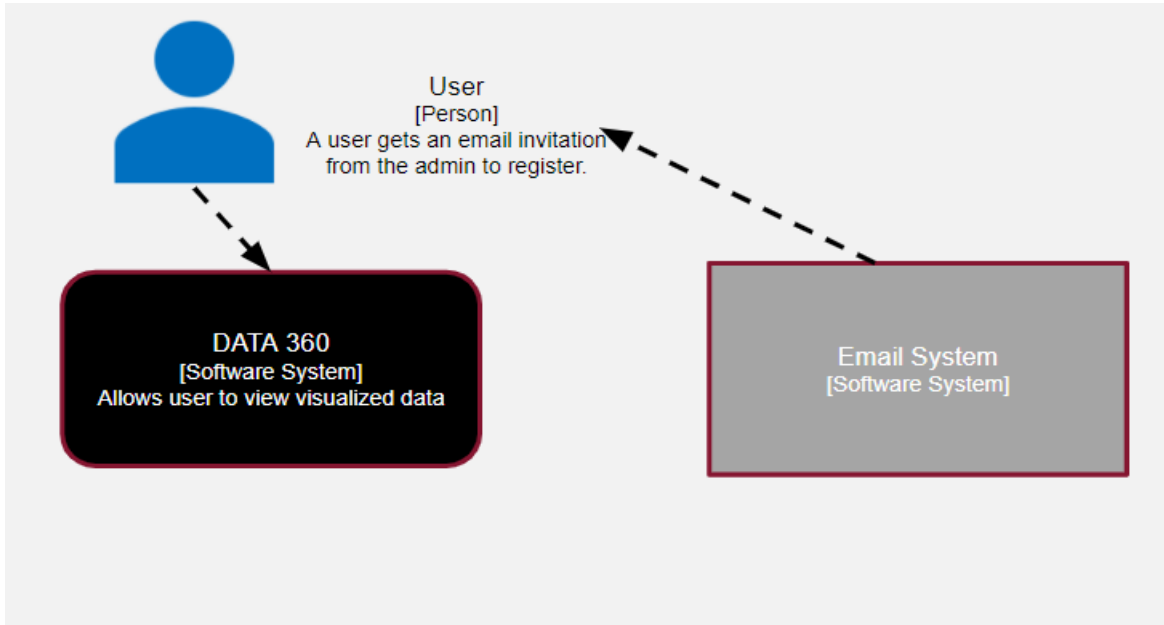 User
[Person]
A user gets an email invitation
from the admin to register.
DATA 360
[Software System]
Allows user to view visualized data
Email System
[Software System]